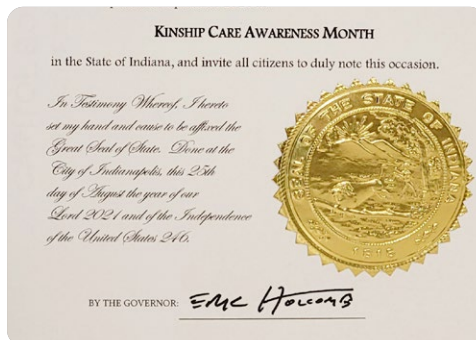 KINSHIP CARE AWARENESS MONTH
in the State of Indiana, and invite all citizens to duly note this occasion.
In Testimony Whereof, I hereto
set my hand and cause to be affixed the
Great Seal of State. Done at the
City of Indianapolis, this 25th
day of August the year of our
Lord 2021 and of the Independence
of the United States 246.
SEAL OF THE STATE OF INDIANA
1816
BY THE GOVERNOR: Eric Holcomb